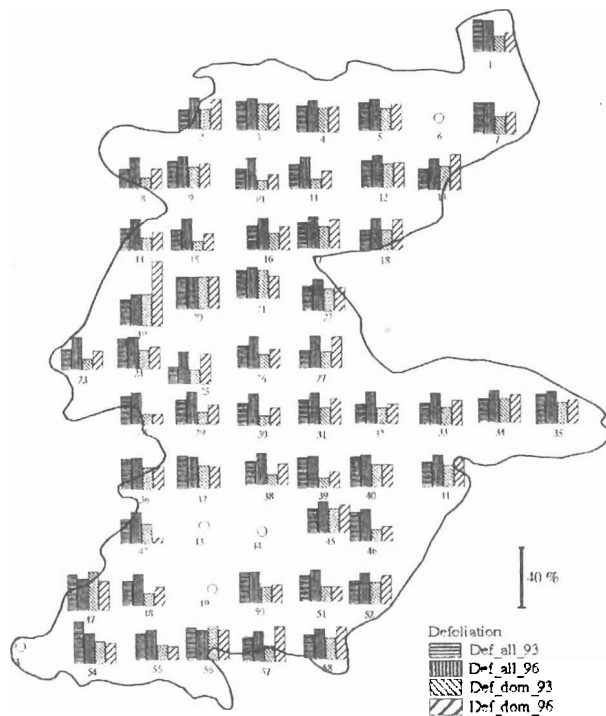 1
2 3 4 5 6 7
8 9 10 11 12 13
14 15 16 18
19 20 21 22
23 25 26 27
29 30 31 32 33 34 35
36 37 38 39 40 41
42 43 44 45 46
47 48 49 50 51 52
54 55 56 57 58
40 %
Defoliation
Def_all_93
Def_all_96
Def_dom_93
Def_dom_96